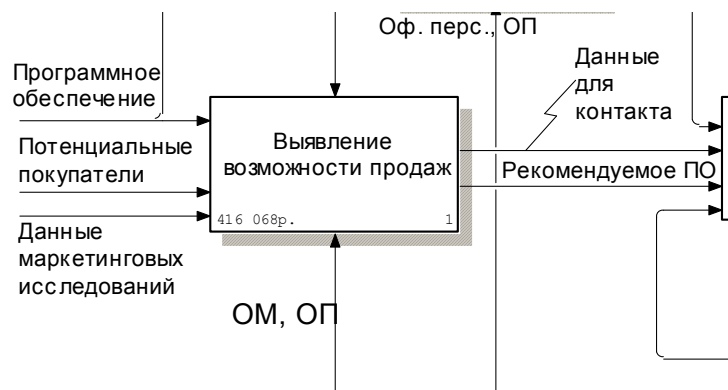 Оф. перс., ОП
Программное
обеспечение
Данные
для
контакта
Потенциальные
покупатели
Выявление
возможности продаж
Рекомендуемое ПО
416 068р.
1
Данные
маркетинговых
исследований
ОМ, ОП